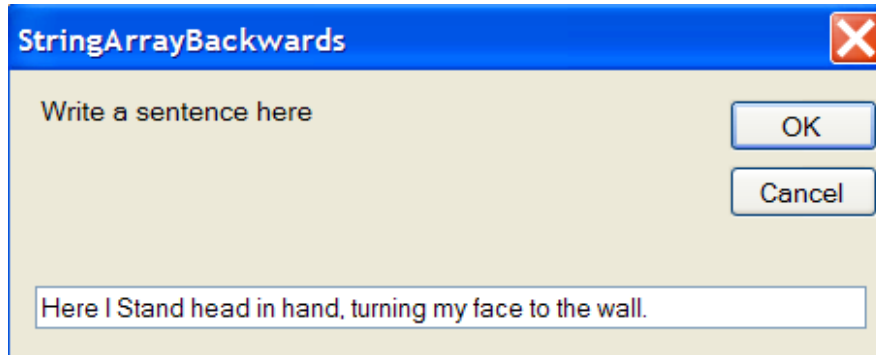 StringArrayBackwards
Write a sentence here
OK
Cancel
Here I Stand head in hand, turning my face to the wall.